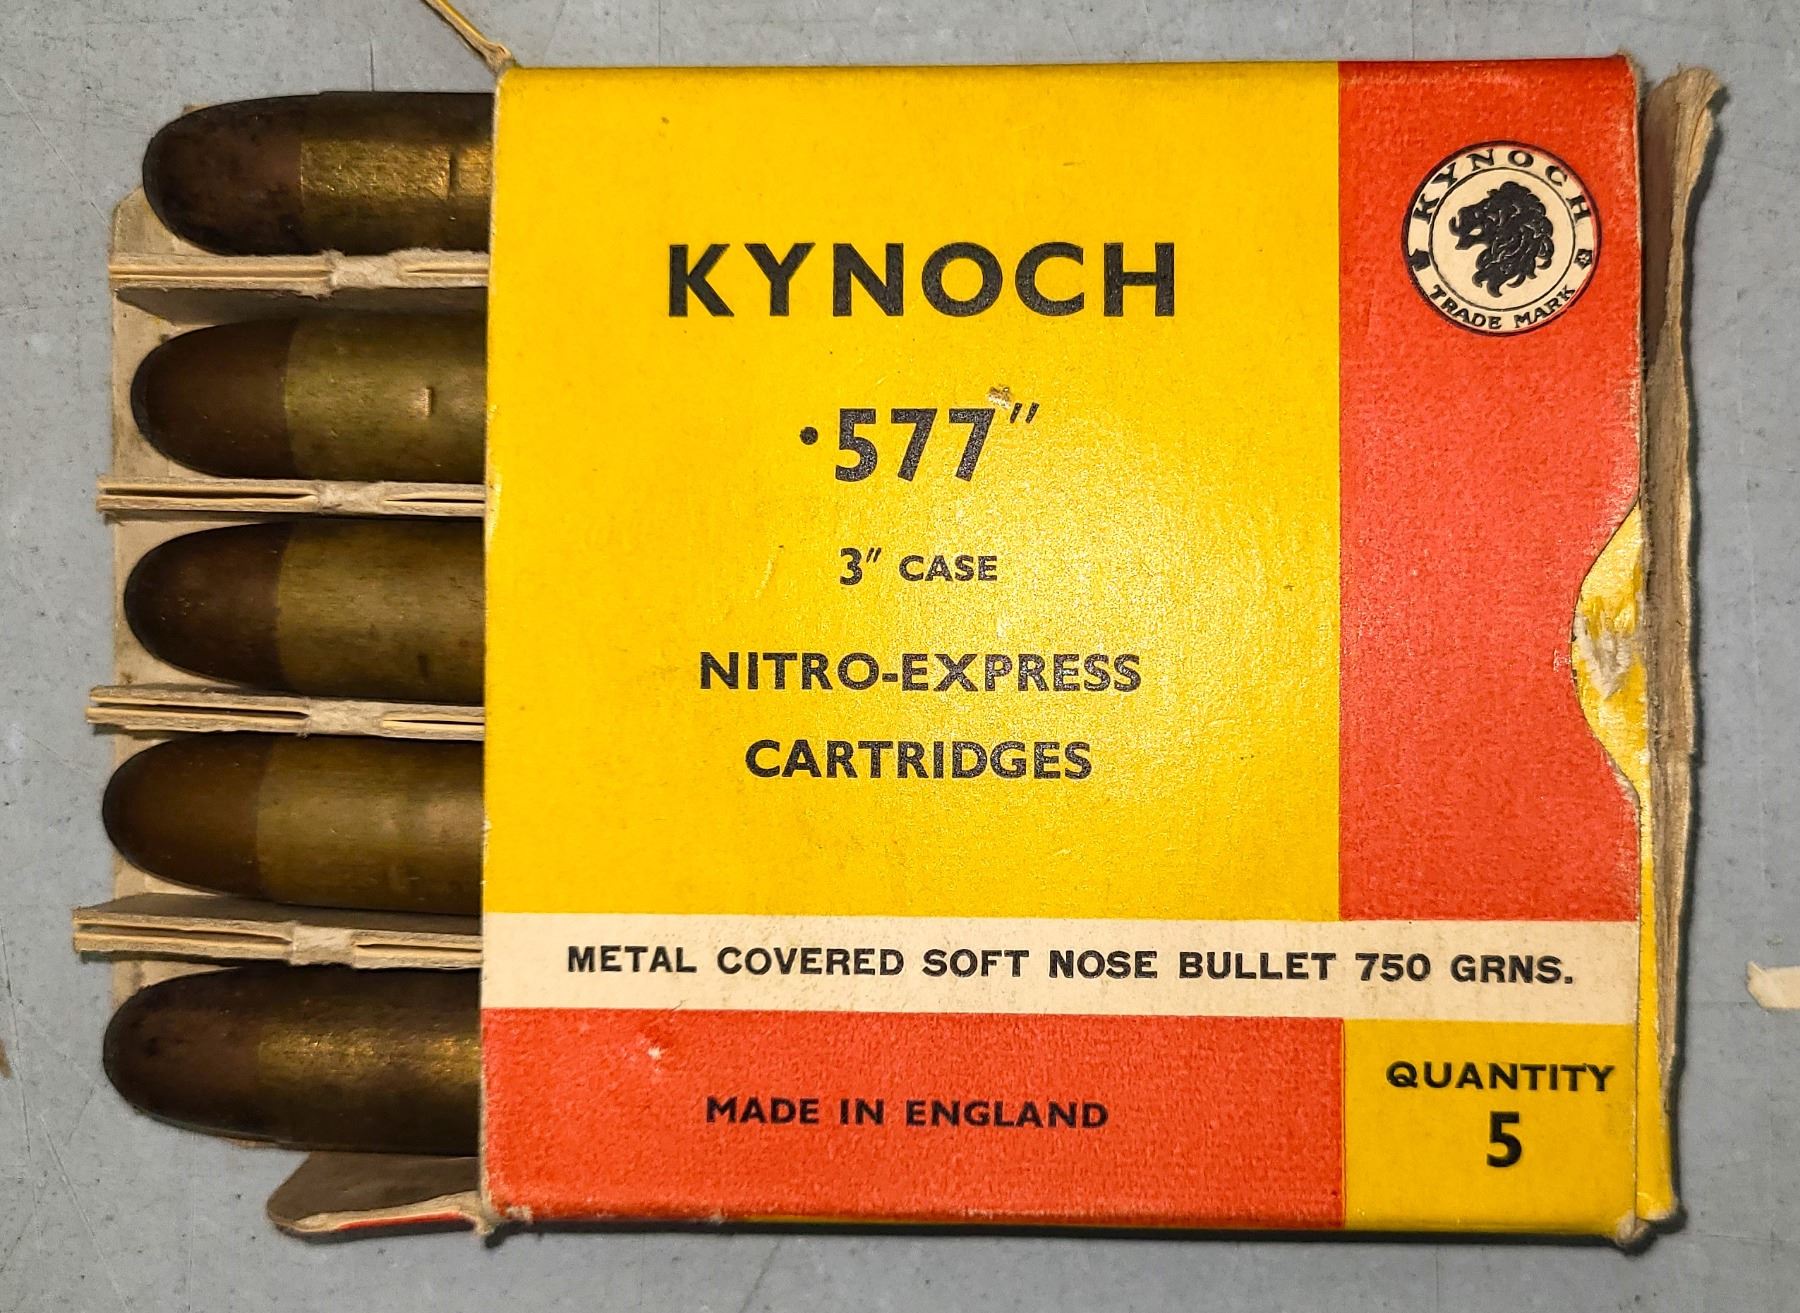 KYNOCH
TRADE MARK
KYNOCH
·577"
3" CASE
NITRO-EXPRESS
CARTRIDGES
METAL COVERED SOFT NOSE BULLET 750 GRNS.
MADE IN ENGLAND
QUANTITY
5